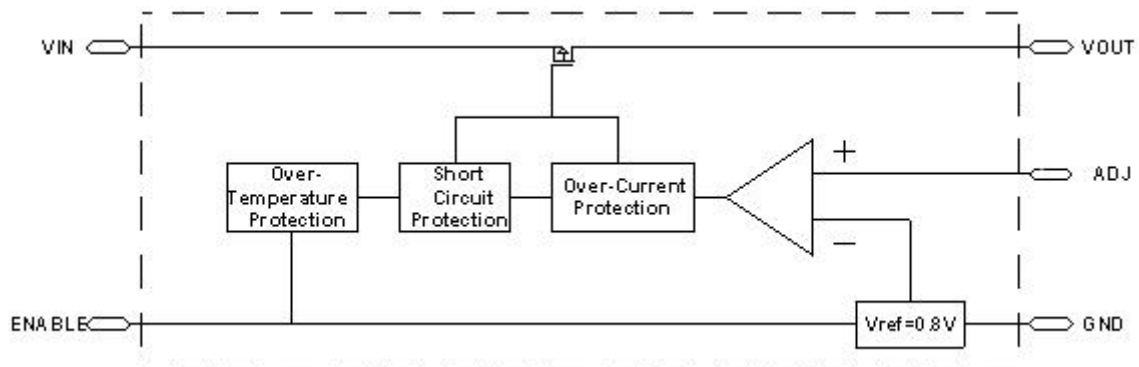 VIN
VOUT
+
ADJ
Over-
Temperature
Protection
Short
Circuit
Protection
Over-Current
Protection
—
ENABLE
Vref=0.8V
GND